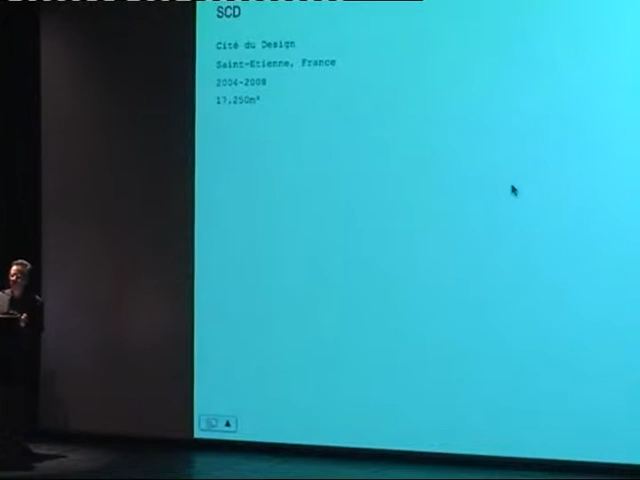 SCD
Cité du Design
Saint-Etienne, France
2004-2008
17.250m²